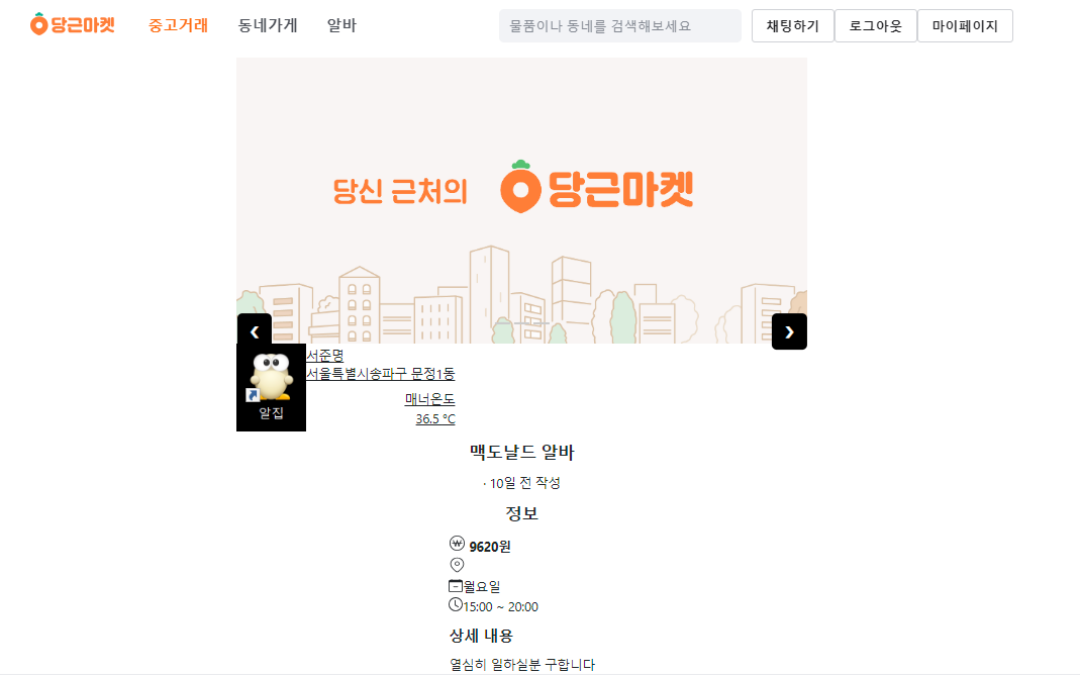 당근마켓 중고거래 동네가게 알바 물품이나 동네를 검색해보세요 채팅하기 로그아웃 마이페이지
당신 근처의 당근마켓
❮ ❯
서준명
서울특별시송파구 문정1동
알집
매너온도
36.5 °C
맥도날드 알바
· 10일 전 작성
정보
₩ 9620원
월요일
15:00 ~ 20:00
상세 내용
열심히 일하실분 구합니다